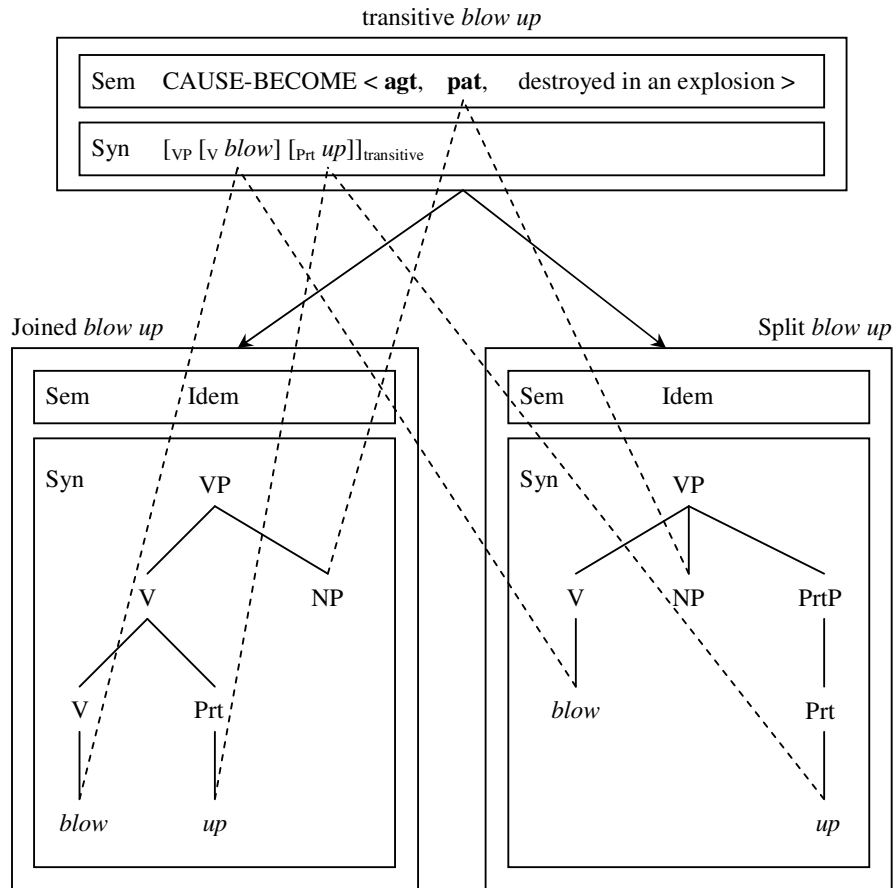 transitive blow up
Sem CAUSE-BECOME < agt, pat, destroyed in an explosion >
Syn [VP [V blow] [Prt up]]transitive
Joined blow up
Sem Idem
Syn
VP
V NP
V Prt
blow up
Split blow up
Sem Idem
Syn
VP
V NP PrtP
blow Prt
up